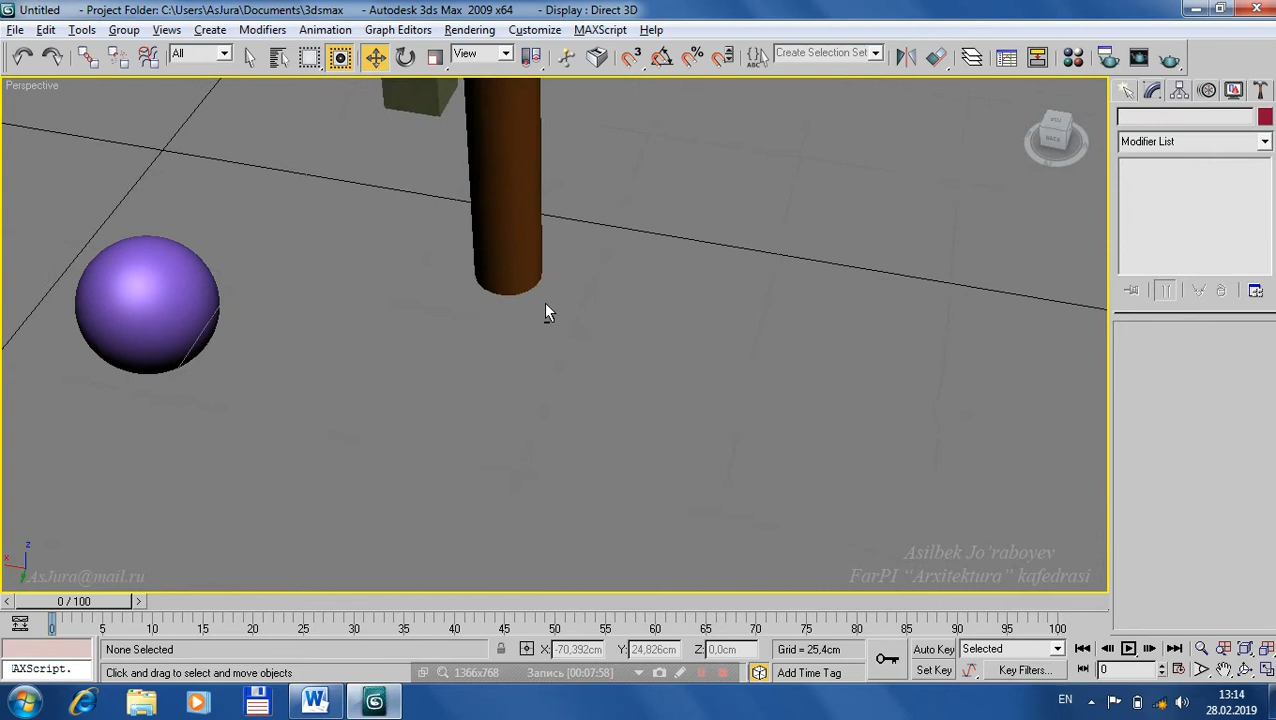 Untitled - Project Folder: C:\Users\AsJura\Documents\3dsmax - Autodesk 3ds Max 2009 x64 - Display : Direct 3D
File Edit Tools Group Views Create Modifiers Animation Graph Editors Rendering Customize MAXScript Help
All View Create Selection Set
Perspective
Modifier List
BACK
x z
AsJura@mail.ru
Asilbek Jo'raboyev
FarPI "Arxitektura" kafedrasi
< 0 / 100 >
0 5 10 15 20 25 30 35 40 45 50 55 60 65 70 75 80 85 90 95 100
None Selected X: -70,392cm Y: 24,826cm Z: 0,0cm Grid = 25,4cm Auto Key Selected
AXScript. Click and drag to select and move objects 1366x768 Запись [00:07:58] Add Time Tag Set Key Key Filters... 0
EN 13:14
28.02.2019